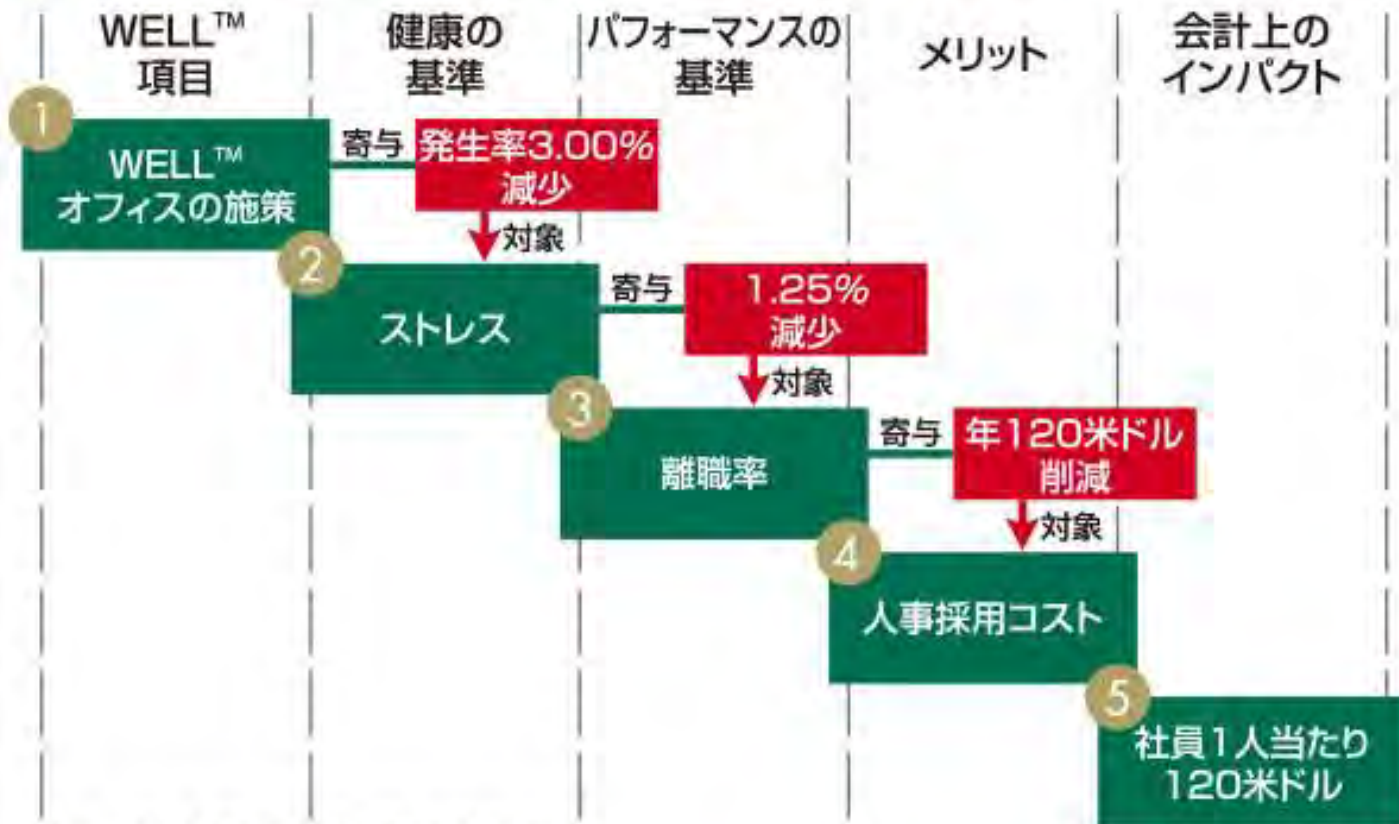 WELL™
項目
健康の
基準
パフォーマンスの
基準
メリット
会計上の
インパクト
1
WELL™
オフィスの施策
寄与
発生率3.00%
減少
対象
2
ストレス
寄与
1.25%
減少
対象
3
離職率
寄与
年120米ドル
削減
対象
4
人事採用コスト
5
社員1人当たり
120米ドル